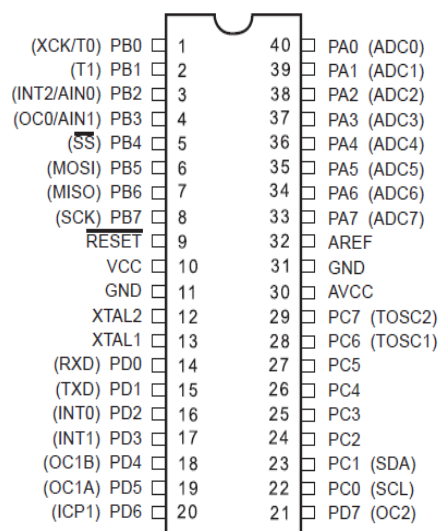 (XCK/T0) PB0 1 40 PA0 (ADC0)
(T1) PB1 2 39 PA1 (ADC1)
(INT2/AIN0) PB2 3 38 PA2 (ADC2)
(OC0/AIN1) PB3 4 37 PA3 (ADC3)
(SS) PB4 5 36 PA4 (ADC4)
(MOSI) PB5 6 35 PA5 (ADC5)
(MISO) PB6 7 34 PA6 (ADC6)
(SCK) PB7 8 33 PA7 (ADC7)
RESET 9 32 AREF
VCC 10 31 GND
GND 11 30 AVCC
XTAL2 12 29 PC7 (TOSC2)
XTAL1 13 28 PC6 (TOSC1)
(RXD) PD0 14 27 PC5
(TXD) PD1 15 26 PC4
(INT0) PD2 16 25 PC3
(INT1) PD3 17 24 PC2
(OC1B) PD4 18 23 PC1 (SDA)
(OC1A) PD5 19 22 PC0 (SCL)
(ICP1) PD6 20 21 PD7 (OC2)